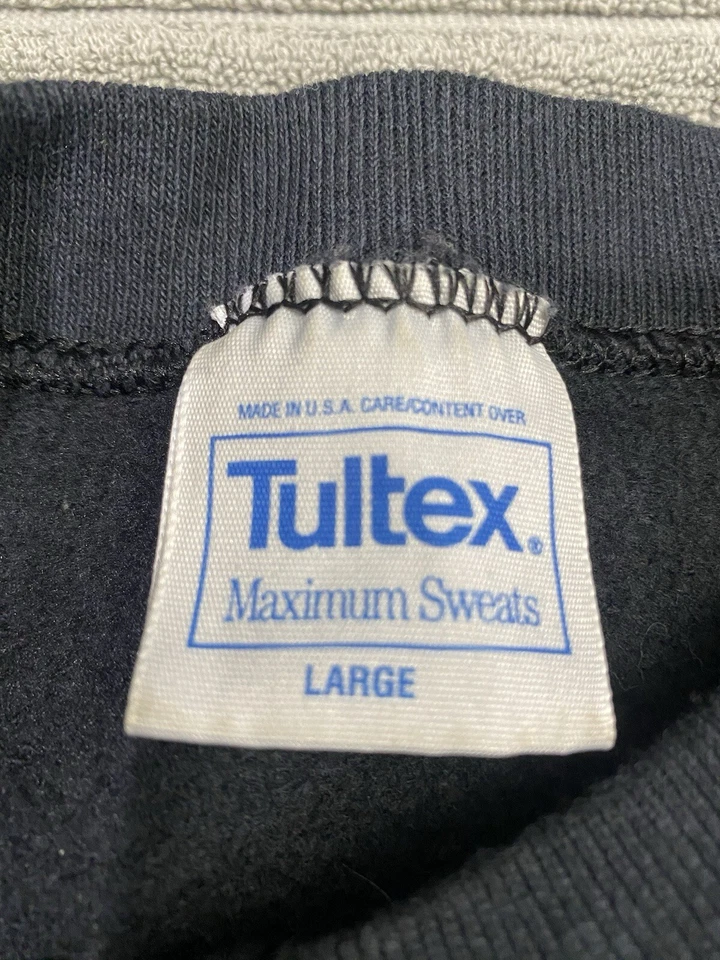 MADE IN U.S.A. CARE/CONTENT OVER
Tultex®
Maximum Sweats
LARGE